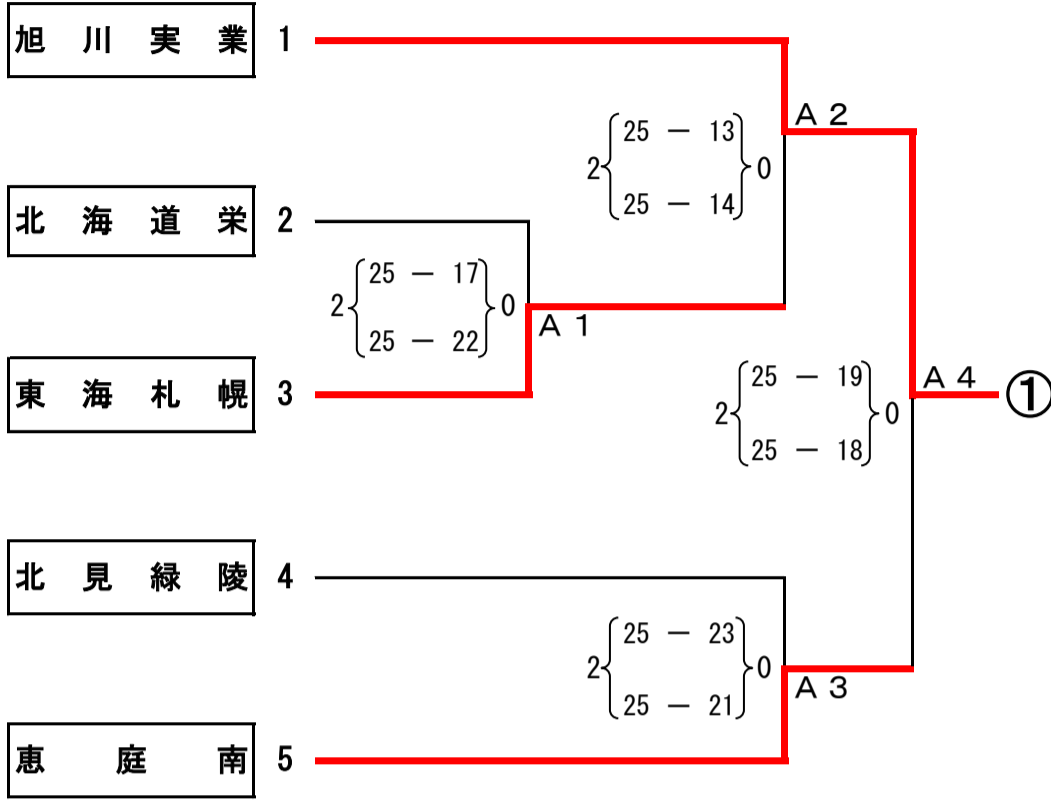 旭川実業 1
A 2
2 25 － 13 0
25 － 14
北海道栄 2
2 25 － 17 0
25 － 22
A 1
東海札幌 3
2 25 － 19 0
25 － 18
A 4
①
北見緑陵 4
2 25 － 23 0
25 － 21
A 3
恵庭南 5